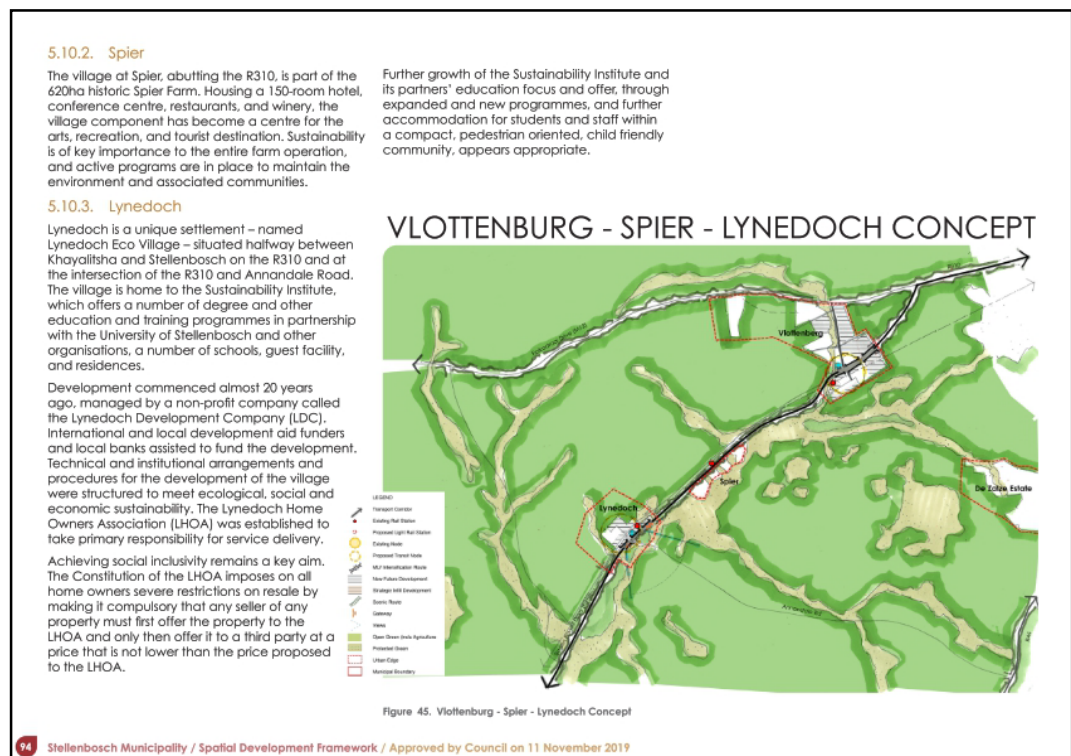 5.10.2. Spier
The village at Spier, abutting the R310, is part of the
620ha historic Spier Farm. Housing a 150-room hotel,
conference centre, restaurants, and winery, the
village component has become a centre for the
arts, recreation, and tourist destination. Sustainability
is of key importance to the entire farm operation,
and active programs are in place to maintain the
environment and associated communities.
5.10.3. Lynedoch
Lynedoch is a unique settlement – named
Lynedoch Eco Village – situated halfway between
Khayalitsha and Stellenbosch on the R310 and at
the intersection of the R310 and Annandale Road.
The village is home to the Sustainability Institute,
which offers a number of degree and other
education and training programmes in partnership
with the University of Stellenbosch and other
organisations, a number of schools, guest facility,
and residences.
Development commenced almost 20 years
ago, managed by a non-profit company called
the Lynedoch Development Company (LDC).
International and local development aid funders
and local banks assisted to fund the development.
Technical and institutional arrangements and
procedures for the development of the village
were structured to meet ecological, social and
economic sustainability. The Lynedoch Home
Owners Association (LHOA) was established to
take primary responsibility for service delivery.
Achieving social inclusivity remains a key aim.
The Constitution of the LHOA imposes on all
home owners severe restrictions on resale by
making it compulsory that any seller of any
property must first offer the property to the
LHOA and only then offer it to a third party at a
price that is not lower than the price proposed
to the LHOA.
Further growth of the Sustainability Institute and
its partners' education focus and offer, through
expanded and new programmes, and further
accommodation for students and staff within
a compact, pedestrian oriented, child friendly
community, appears appropriate.
VLOTTENBURG - SPIER - LYNEDOCH CONCEPT
Vlottenberg
Spier
De Zalze Estate
Lynedoch
LEGEND
Transport Corridor
Existing Rail Station
Proposed Light Rail Station
Existing Node
Proposed Transit Node
MLY Intensification Route
New Future Development
Strategic Infill Development
Scenic Route
Gateway
Views
Open Green
Protected Green
Urban Edge
Municipal Boundary
Figure 45. Vlottenburg - Spier - Lynedoch Concept
94 Stellenbosch Municipality / Spatial Development Framework / Approved by Council on 11 November 2019